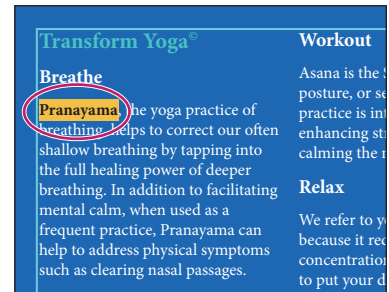 Transform Yoga©
Breathe
Pranayama, the yoga practice of
breathing, helps to correct our often
shallow breathing by tapping into
the full healing power of deeper
breathing. In addition to facilitating
mental calm, when used as a
frequent practice, Pranayama can
help to address physical symptoms
such as clearing nasal passages.
Workout
Asana is the
posture, or se
practice is int
enhancing str
calming the
Relax
We refer to y
because it rec
concentration
to put your d